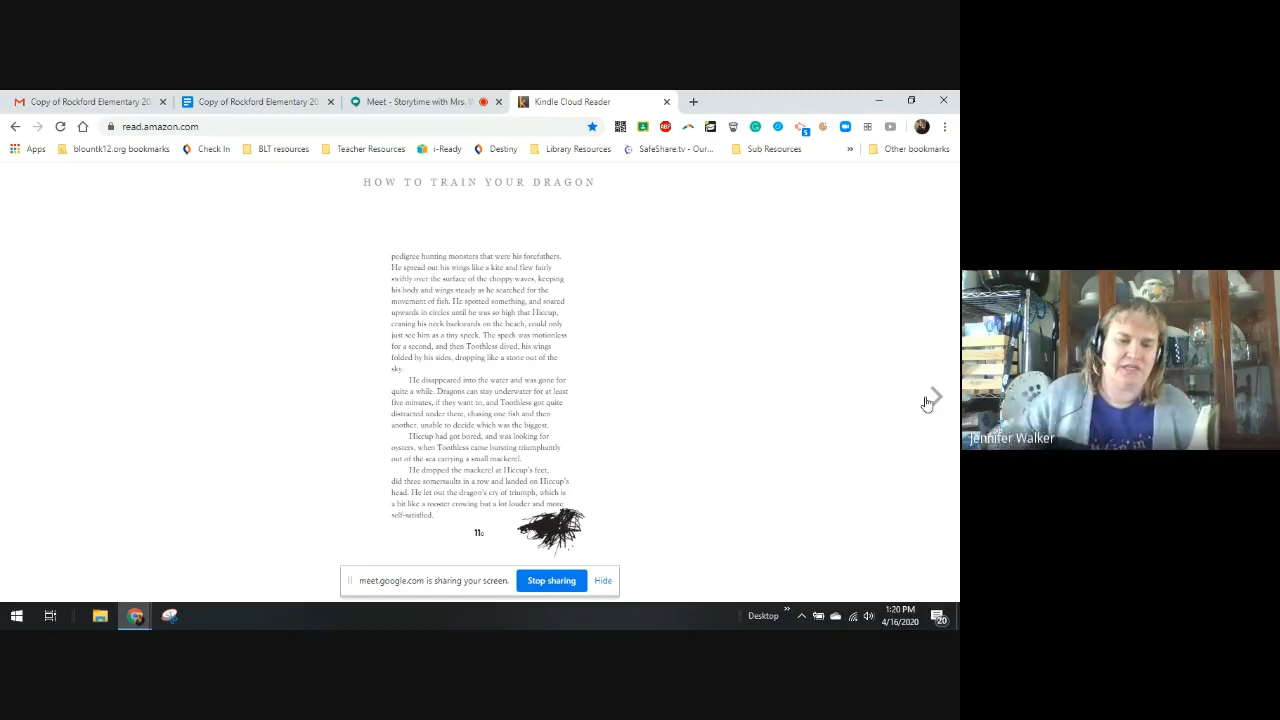 Copy of Rockford Elementary 20
Copy of Rockford Elementary 20
Meet - Storytime with Mrs. W
Kindle Cloud Reader
read.amazon.com
Apps
blountk12.org bookmarks
Check In
BLT resources
Teacher Resources
i-Ready
Destiny
Library Resources
SafeShare.tv - Our...
Sub Resources
»
Other bookmarks
HOW TO TRAIN YOUR DRAGON
pedigree hunting monsters that were his forefathers.
He spread out his wings like a kite and flew fairly
swiftly over the surface of the choppy waves, keeping
his body and wings steady as he searched for the
movement of fish. He spotted something, and soared
upwards in circles until he was so high that Hiccup,
craning his neck backwards on the beach, could only
just see him as a tiny speck. The speck was motionless
for a second, and then Toothless dived, his wings
folded by his sides, dropping like a stone out of the
sky.
He disappeared into the water and was gone for
quite a while. Dragons can stay underwater for at least
five minutes, if they want to, and Toothless got quite
distracted under there, chasing one fish and then
another, unable to decide which was the biggest.
Hiccup had got bored, and was looking for
oysters, when Toothless came bursting triumphantly
out of the sea carrying a small mackerel.
He dropped the mackerel at Hiccup's feet,
did three somersaults in a row and landed on Hiccup's
head. He let out the dragon's cry of triumph, which is
a bit like a rooster crowing but a lot louder and more
self-satisfied.
110
meet.google.com is sharing your screen.
Stop sharing
Hide
Jennifer Walker
Desktop
»
1:20 PM
4/16/2020
20